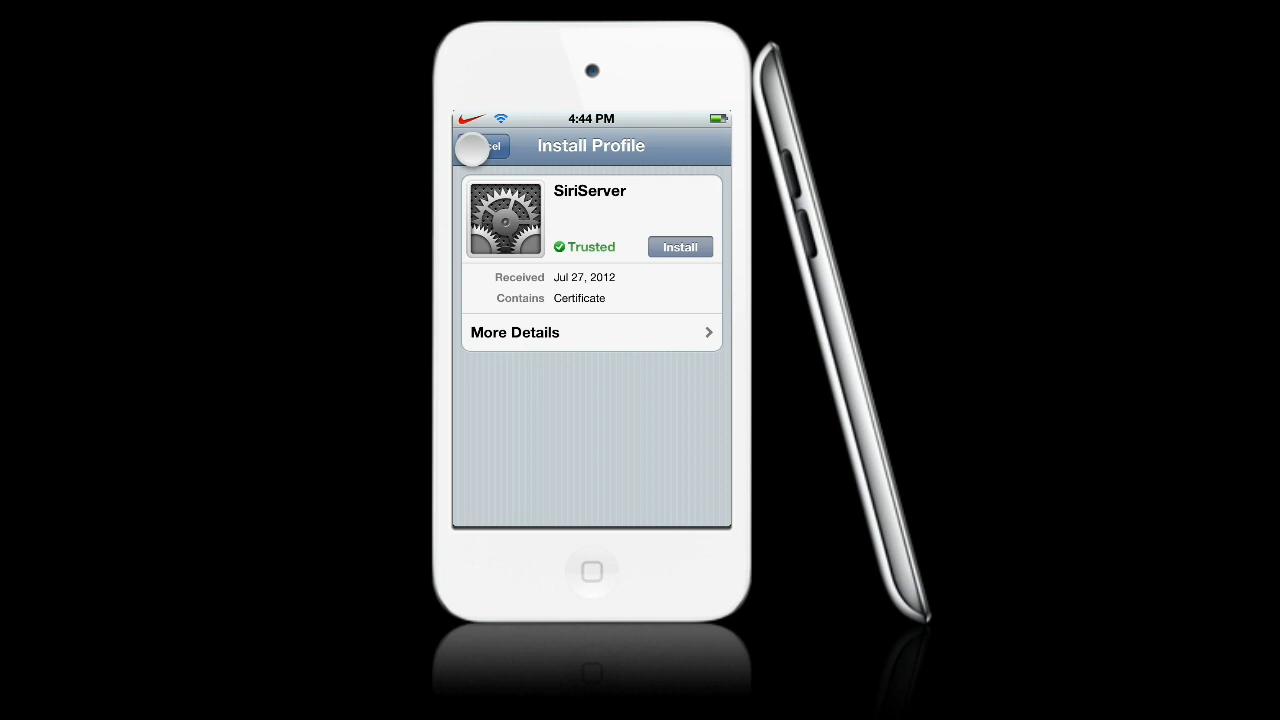 4:44 PM
Install Profile
SiriServer
Trusted
Install
Received Jul 27, 2012
Contains Certificate
More Details